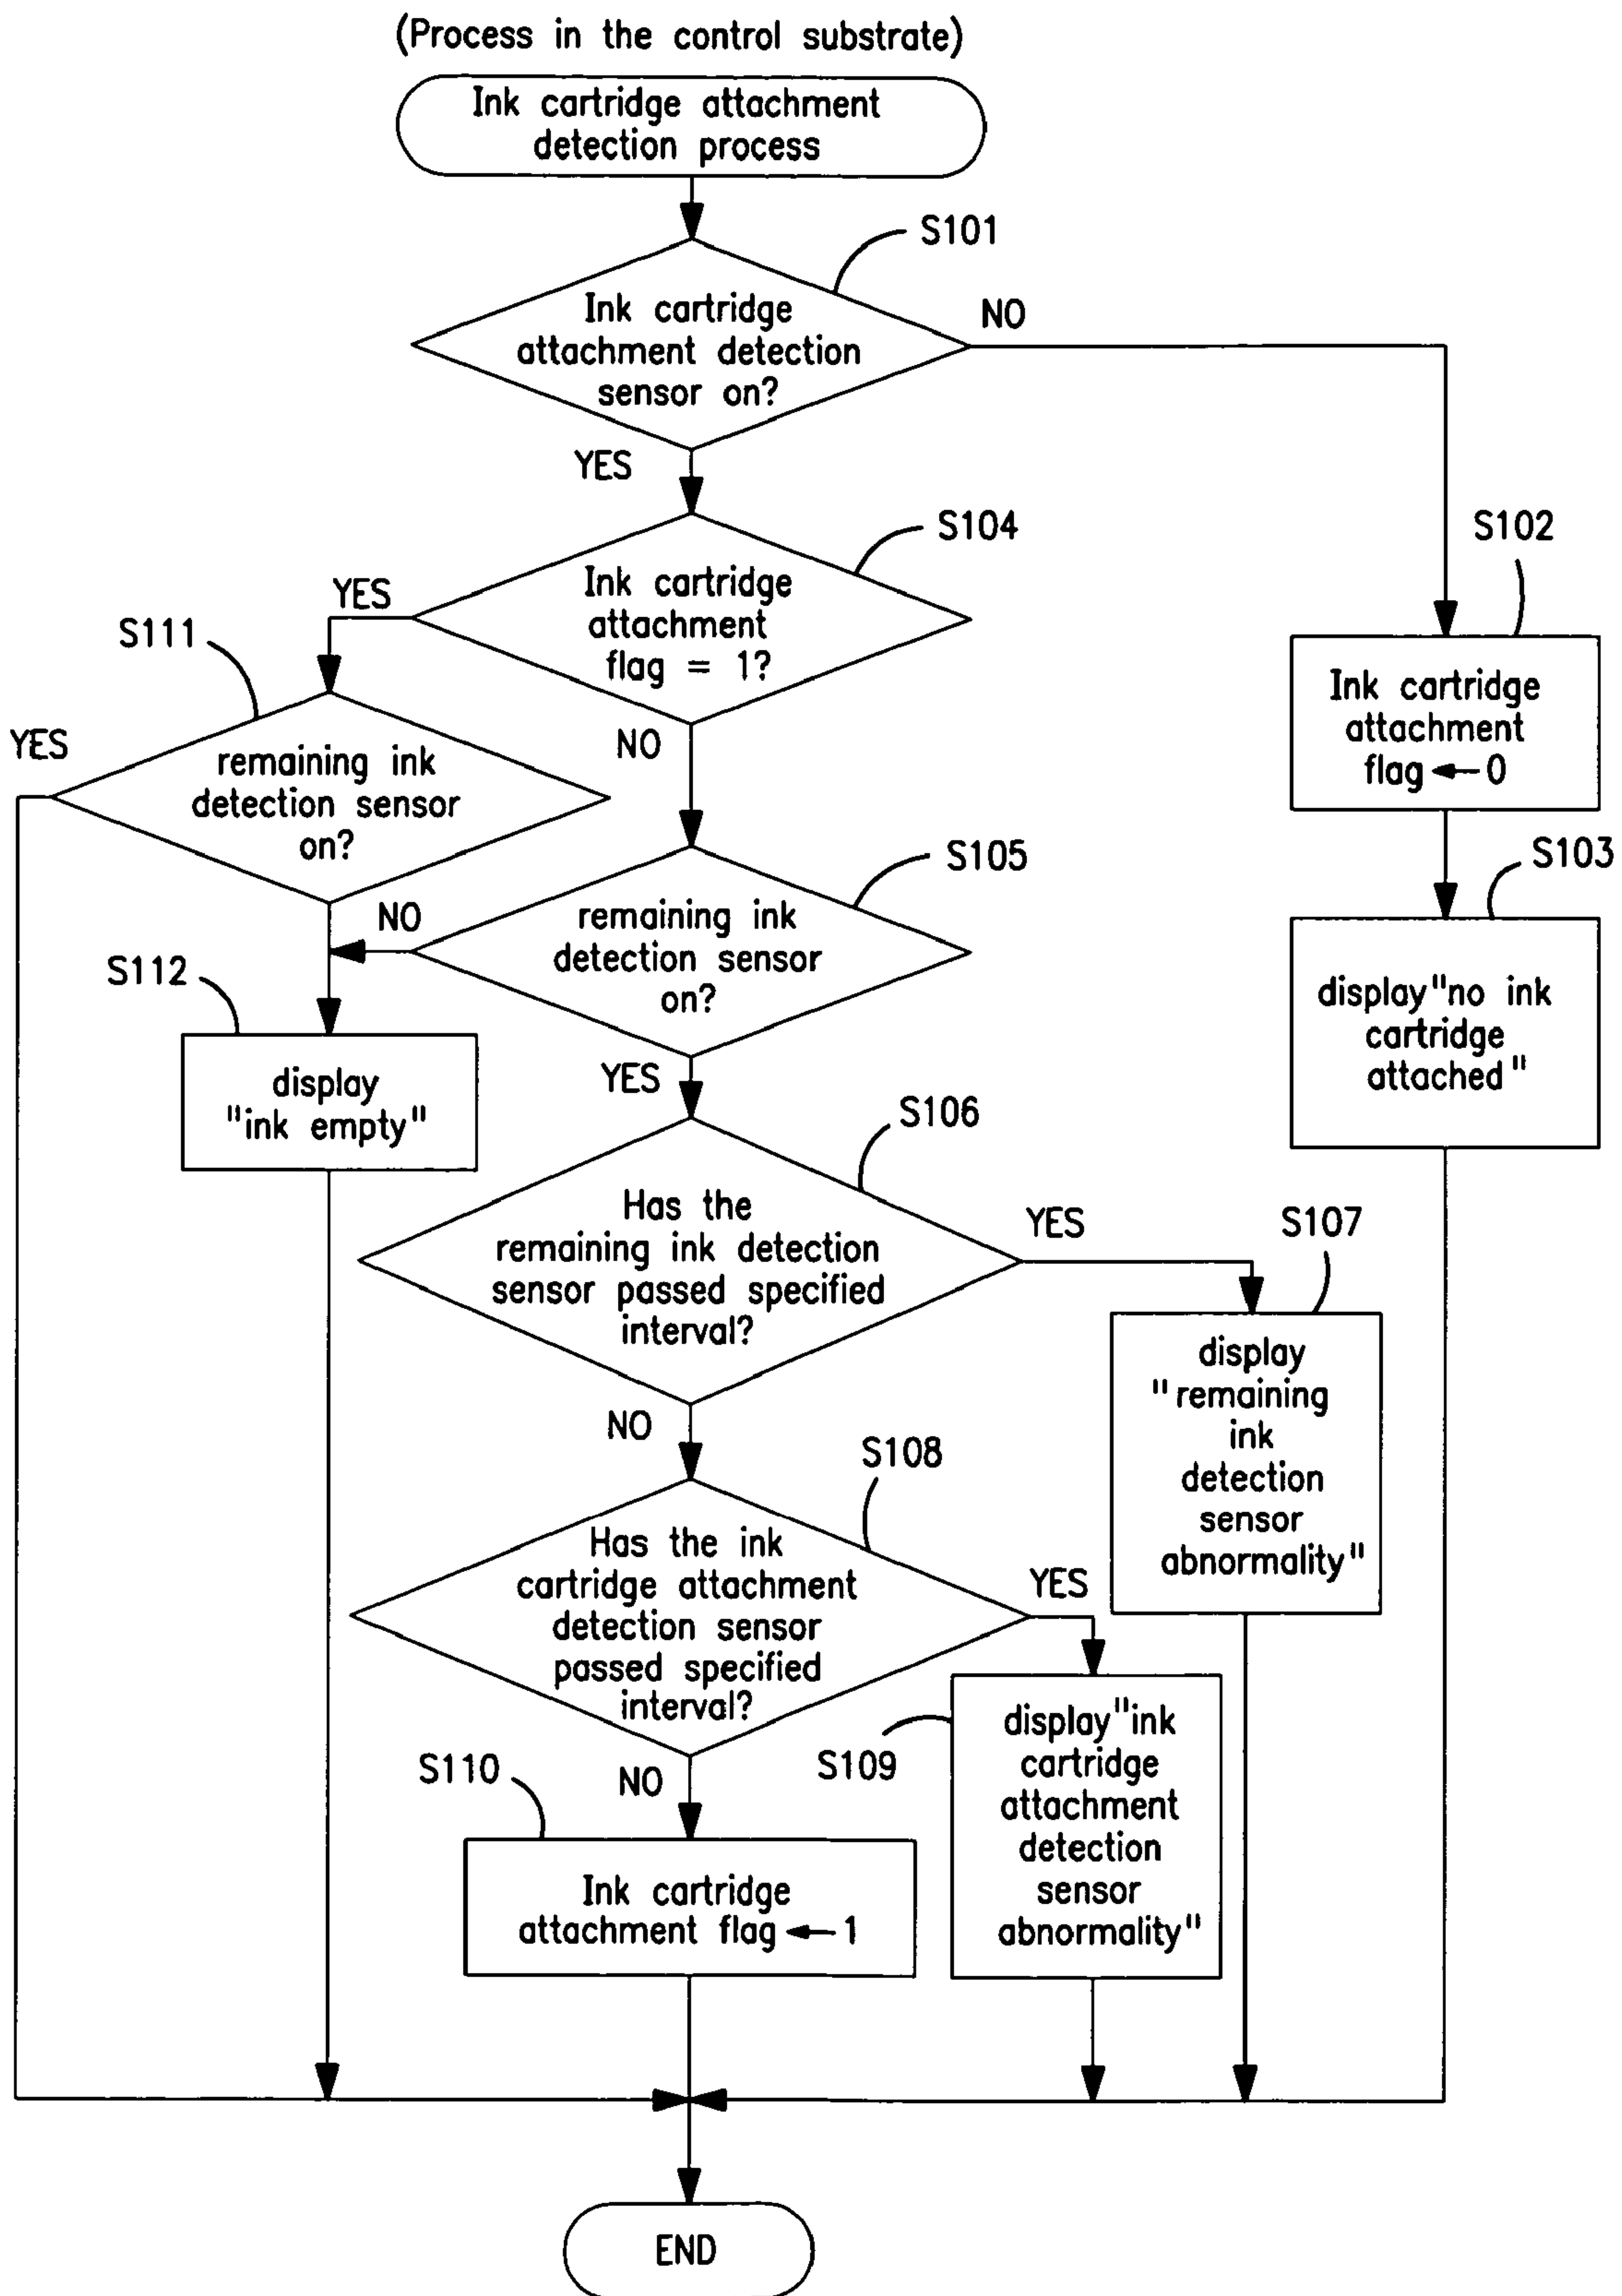 (Process in the control substrate)
Ink cartridge attachment
detection process
S101
Ink cartridge
attachment detection
sensor on?
NO
YES
S104
S102
Ink cartridge
attachment
flag = 1?
YES
S111
Ink cartridge
attachment
flag ← 0
YES
remaining ink
detection sensor
on?
NO
S105
S103
remaining ink
detection sensor
on?
NO
S112
display"no ink
cartridge
attached"
display
"ink empty"
YES
S106
Has the
remaining ink detection
sensor passed specified
interval?
YES
S107
display
"remaining
ink
detection
sensor
abnormality"
NO
S108
Has the ink
cartridge attachment
detection sensor
passed specified
interval?
YES
S109
display"ink
cartridge
attachment
detection
sensor
abnormality"
S110
NO
Ink cartridge
attachment flag ← 1
END